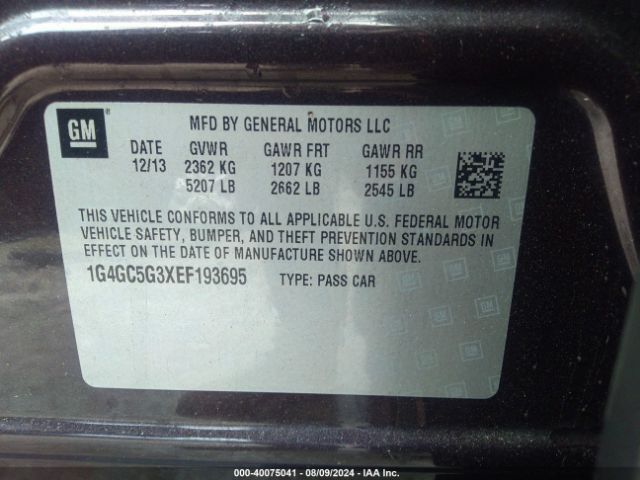 GM
MFD BY GENERAL MOTORS LLC
DATE GVWR GAWR FRT GAWR RR
12/13 2362 KG 1207 KG 1155 KG
5207 LB 2662 LB 2545 LB
THIS VEHICLE CONFORMS TO ALL APPLICABLE U.S. FEDERAL MOTOR
VEHICLE SAFETY, BUMPER, AND THEFT PREVENTION STANDARDS IN
EFFECT ON THE DATE OF MANUFACTURE SHOWN ABOVE.
1G4GC5G3XEF193695 TYPE: PASS CAR
000-40075041 - 08/09/2024 - IAA Inc.